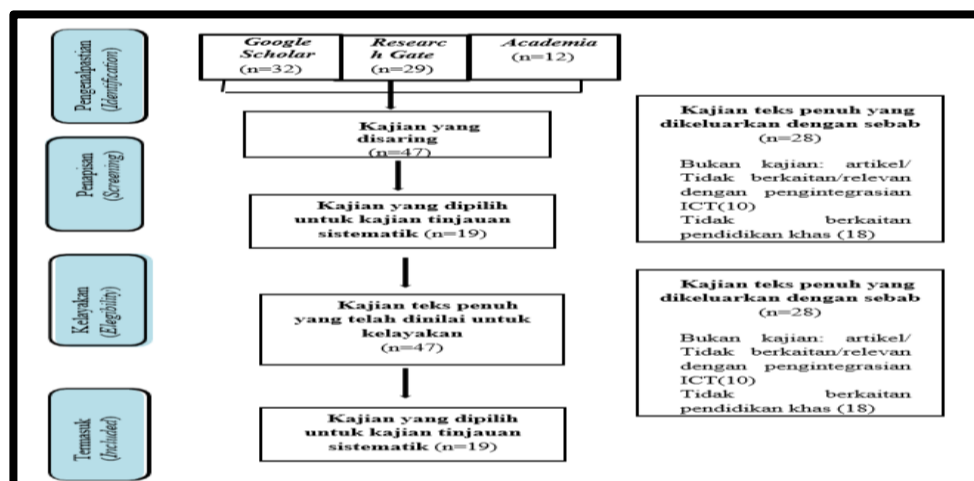 Pengenalpastian
(Identification)
Google
Scholar
(n=32)
Researc
h Gate
(n=29)
Academia
(n=12)
Kajian yang
disaring
(n=47)
Kajian teks penuh yang
dikeluarkan dengan sebab
(n=28)
Bukan kajian: artikel/
Tidak berkaitan/relevan
dengan pengintegrasian
ICT(10)
Tidak berkaitan
pendidikan khas (18)
Penapisan
(Screening)
Kajian yang dipilih
untuk kajian tinjauan
sistematik (n=19)
Kelayakan
(Elegibility)
Kajian teks penuh
yang telah dinilai untuk
kelayakan
(n=47)
Kajian teks penuh yang
dikeluarkan dengan sebab
(n=28)
Bukan kajian: artikel/
Tidak berkaitan/relevan
dengan pengintegrasian
ICT(10)
Tidak berkaitan
pendidikan khas (18)
Termasuk
(Included)
Kajian yang dipilih
untuk kajian tinjauan
sistematik (n=19)